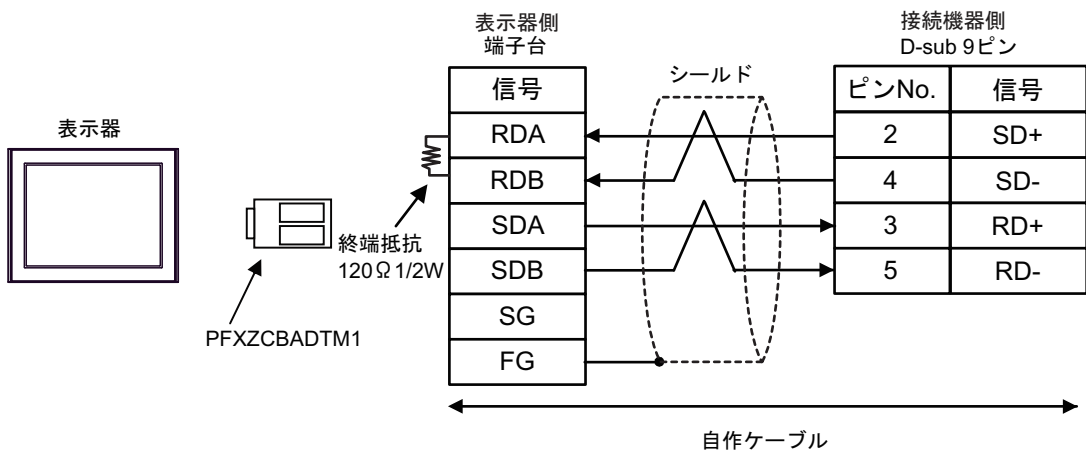 表示器
PFXZCBADTM1
終端抵抗
120Ω 1/2W
表示器側
端子台
信号
RDA
RDB
SDA
SDB
SG
FG
シールド
接続機器側
D-sub 9ピン
ピンNo. 信号
2 SD+
4 SD-
3 RD+
5 RD-
自作ケーブル